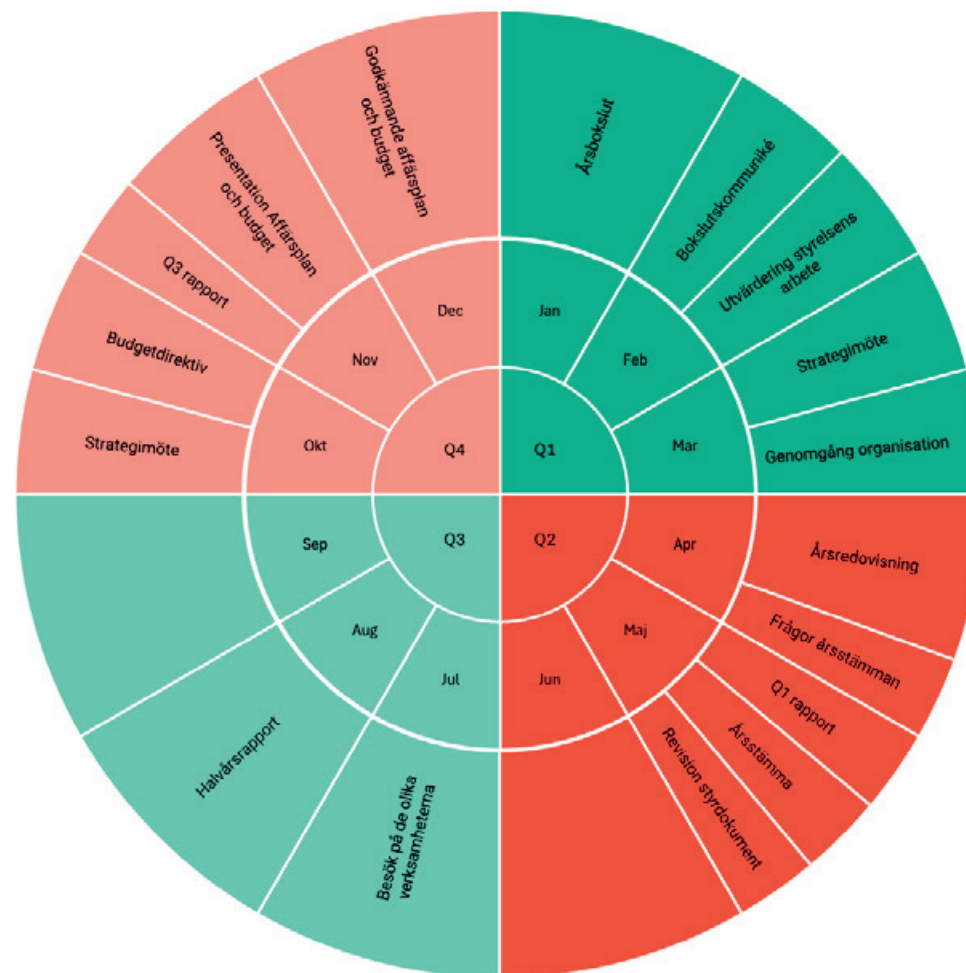 Årsbokslut
Bokslutskommuniké
Utvärdering styrelsens
arbete
Strategimöte
Genomgång organisation
Jan
Feb
Mar
Q1
Årsredovisning
Frågor årsstämman
Q1 rapport
Årsstämma
Revision styrdokument
Apr
Maj
Jun
Q2
Besök på de olika
verksamheterna
Halvårsrapport
Jul
Aug
Sep
Q3
Strategimöte
Budgetdirektiv
Q3 rapport
Presentation Affärsplan
och budget
Godkännande affärsplan
och budget
Okt
Nov
Dec
Q4